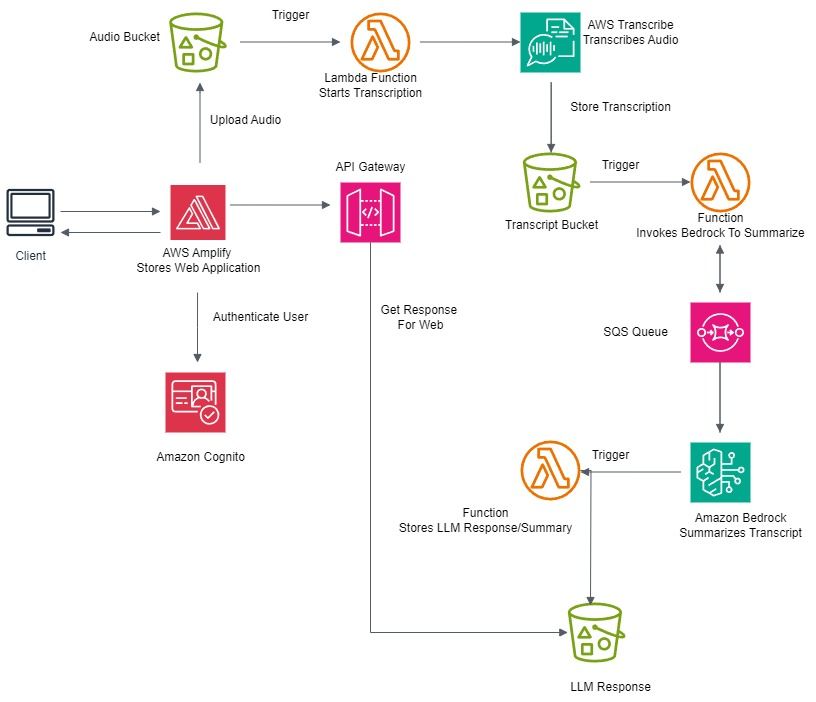 Audio Bucket
Trigger
Lambda Function
Starts Transcription
AWS Transcribe
Transcribes Audio
Upload Audio
Store Transcription
API Gateway
Trigger
Client
AWS Amplify
Stores Web Application
Transcript Bucket
Function
Invokes Bedrock To Summarize
Authenticate User
Get Response
For Web
SQS Queue
Amazon Cognito
Trigger
Function
Stores LLM Response/Summary
Amazon Bedrock
Summarizes Transcript
LLM Response